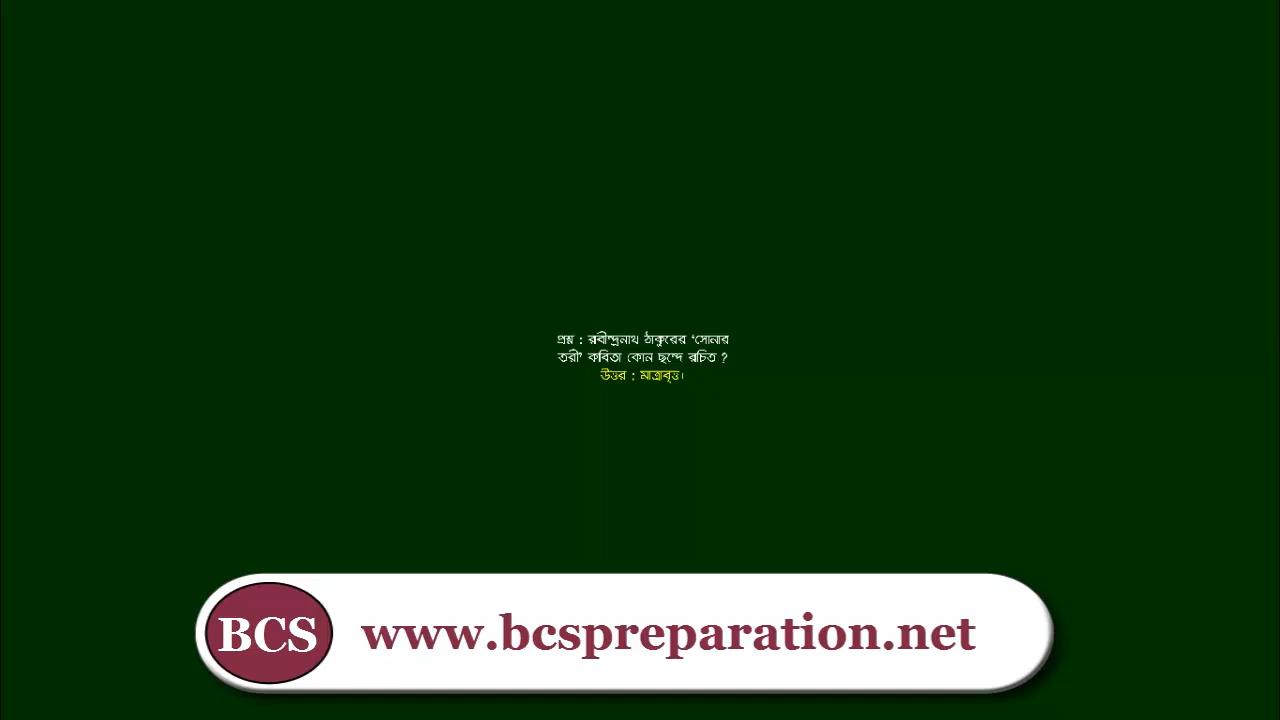 প্রশ্ন : রবীন্দ্রনাথ ঠাকুরের ‘সোনার
তরী’ কবিতা কোন ছন্দে রচিত ?
উত্তর : মাত্রাবৃত্ত।
BCS www.bcspreparation.net